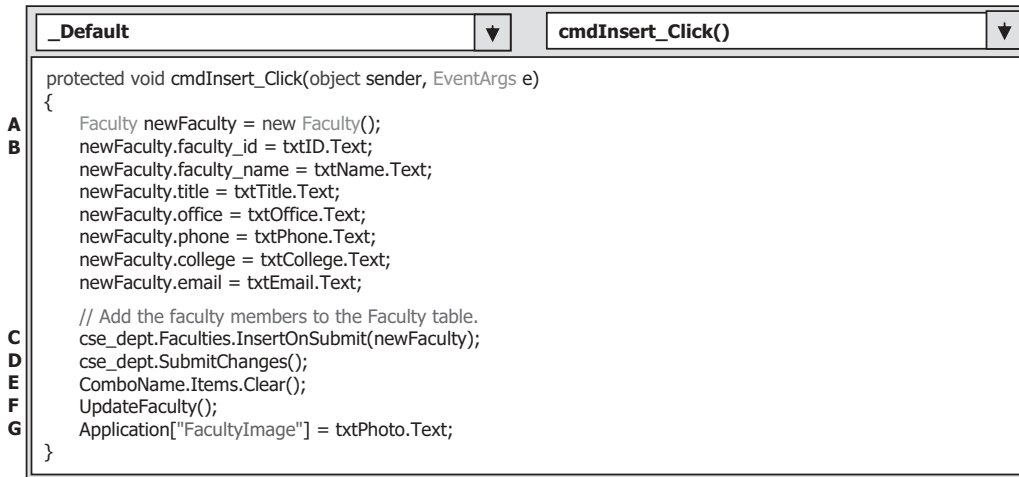 _Default cmdInsert_Click()
protected void cmdInsert_Click(object sender, EventArgs e)
{
A Faculty newFaculty = new Faculty();
B newFaculty.faculty_id = txtID.Text;
newFaculty.faculty_name = txtName.Text;
newFaculty.title = txtTitle.Text;
newFaculty.office = txtOffice.Text;
newFaculty.phone = txtPhone.Text;
newFaculty.college = txtCollege.Text;
newFaculty.email = txtEmail.Text;
// Add the faculty members to the Faculty table.
C cse_dept.Faculties.InsertOnSubmit(newFaculty);
D cse_dept.SubmitChanges();
E ComboName.Items.Clear();
F UpdateFaculty();
G Application["FacultyImage"] = txtPhoto.Text;
}